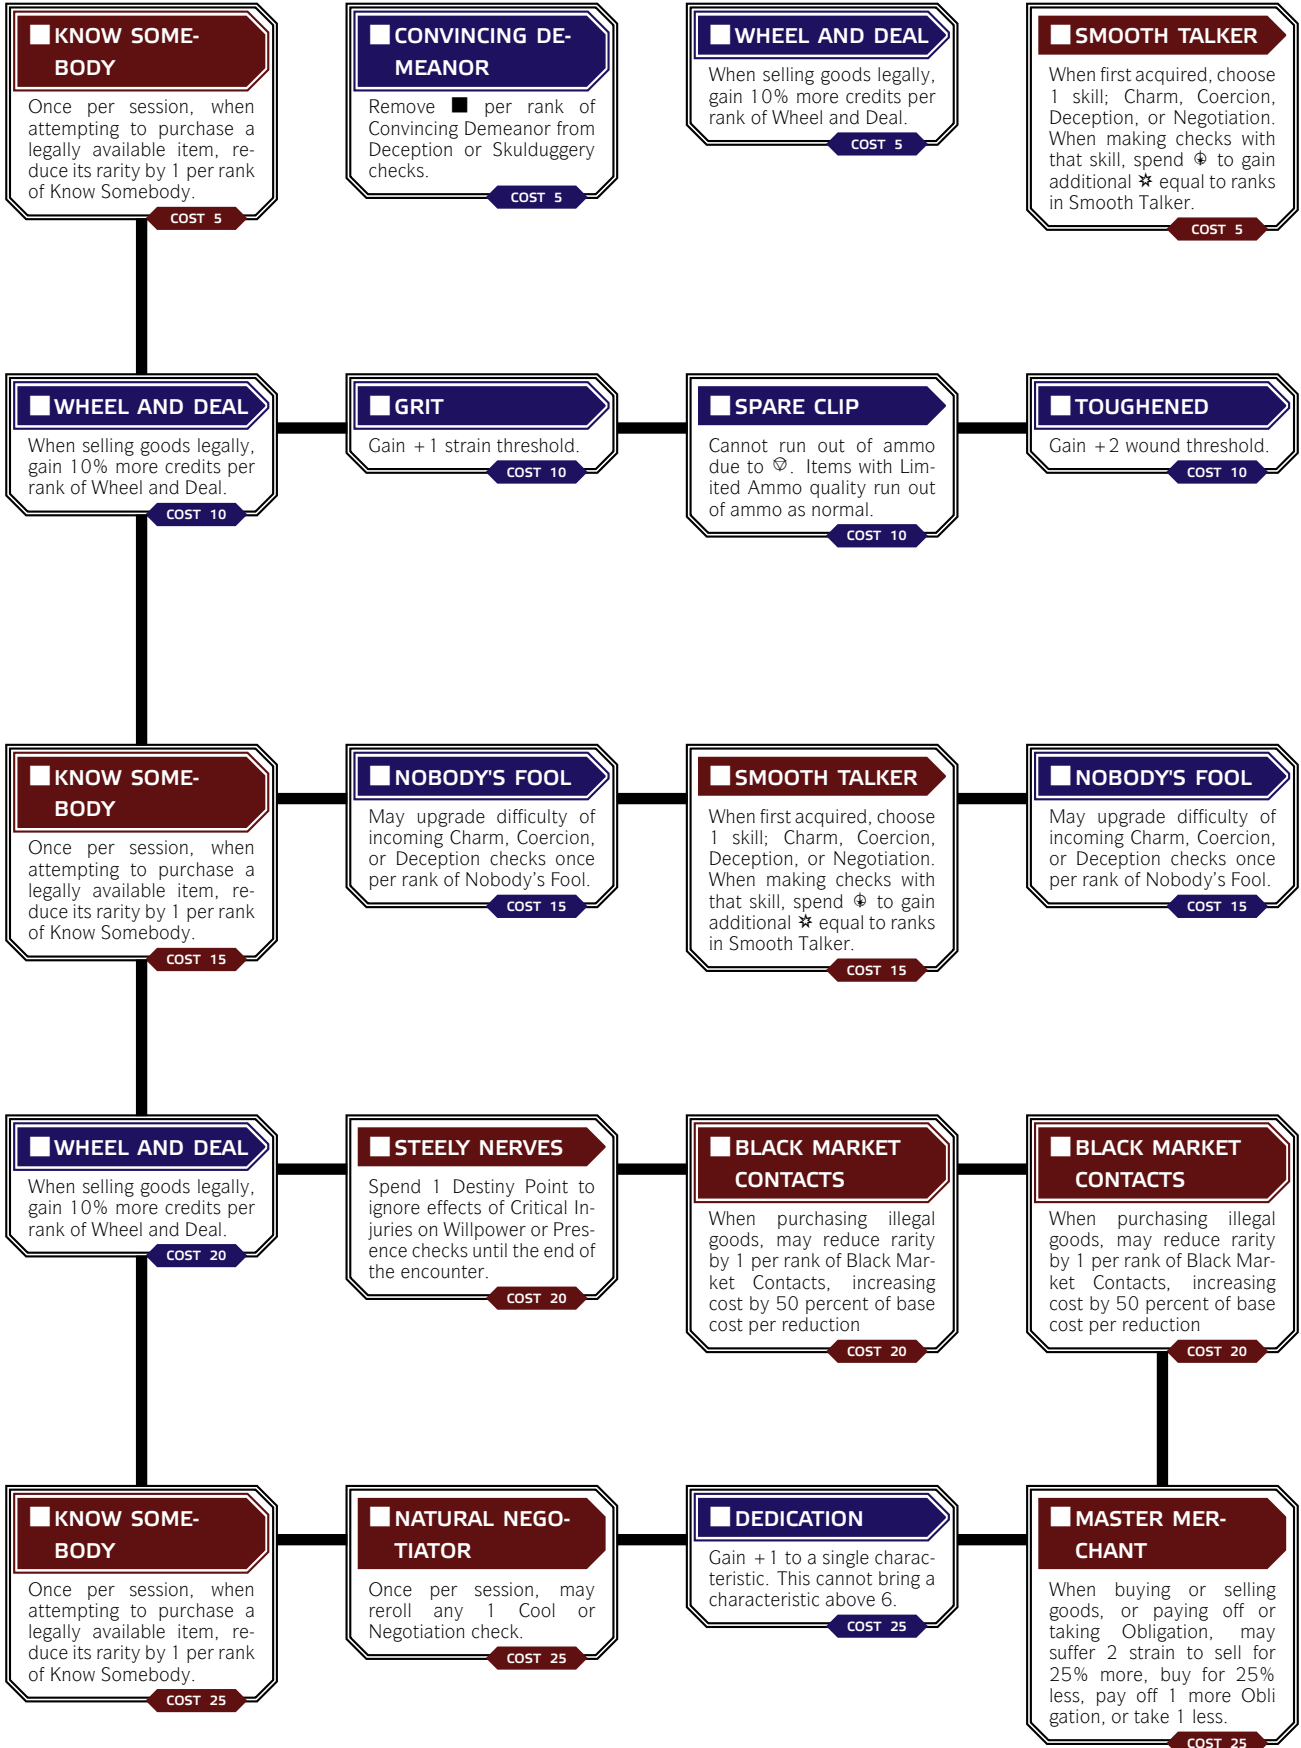 KNOW SOME-
BODY
Once per session, when
attempting to purchase a
legally available item, re-
duce its rarity by 1 per rank
of Know Somebody.
COST 5
CONVINCING DE-
MEANOR
Remove ■ per rank of
Convincing Demeanor from
Deception or Skulduggery
checks.
COST 5
WHEEL AND DEAL
When selling goods legally,
gain 10% more credits per
rank of Wheel and Deal.
COST 5
SMOOTH TALKER
When first acquired, choose
1 skill; Charm, Coercion,
Deception, or Negotiation.
When making checks with
that skill, spend to gain
additional equal to ranks
in Smooth Talker.
COST 5
WHEEL AND DEAL
When selling goods legally,
gain 10% more credits per
rank of Wheel and Deal.
COST 10
GRIT
Gain +1 strain threshold.
COST 10
SPARE CLIP
Cannot run out of ammo
due to . Items with Lim-
ited Ammo quality run out
of ammo as normal.
COST 10
TOUGHENED
Gain +2 wound threshold.
COST 10
KNOW SOME-
BODY
Once per session, when
attempting to purchase a
legally available item, re-
duce its rarity by 1 per rank
of Know Somebody.
COST 15
NOBODY'S FOOL
May upgrade difficulty of
incoming Charm, Coercion,
or Deception checks once
per rank of Nobody's Fool.
COST 15
SMOOTH TALKER
When first acquired, choose
1 skill; Charm, Coercion,
Deception, or Negotiation.
When making checks with
that skill, spend to gain
additional equal to ranks
in Smooth Talker.
COST 15
NOBODY'S FOOL
May upgrade difficulty of
incoming Charm, Coercion,
or Deception checks once
per rank of Nobody's Fool.
COST 15
WHEEL AND DEAL
When selling goods legally,
gain 10% more credits per
rank of Wheel and Deal.
COST 20
STEELY NERVES
Spend 1 Destiny Point to
ignore effects of Critical In-
juries on Willpower or Pres-
ence checks until the end of
the encounter.
COST 20
BLACK MARKET
CONTACTS
When purchasing illegal
goods, may reduce rarity
by 1 per rank of Black Mar-
ket Contacts, increasing
cost by 50 percent of base
cost per reduction
COST 20
BLACK MARKET
CONTACTS
When purchasing illegal
goods, may reduce rarity
by 1 per rank of Black Mar-
ket Contacts, increasing
cost by 50 percent of base
cost per reduction
COST 20
KNOW SOME-
BODY
Once per session, when
attempting to purchase a
legally available item, re-
duce its rarity by 1 per rank
of Know Somebody.
COST 25
NATURAL NEGO-
TIATOR
Once per session, may
reroll any 1 Cool or
Negotiation check.
COST 25
DEDICATION
Gain +1 to a single charac-
teristic. This cannot bring a
characteristic above 6.
COST 25
MASTER MER-
CHANT
When buying or selling
goods, or paying off or
taking Obligation, may
suffer 2 strain to sell for
25% more, buy for 25%
less, pay off 1 more Obli
gation, or take 1 less.
COST 25